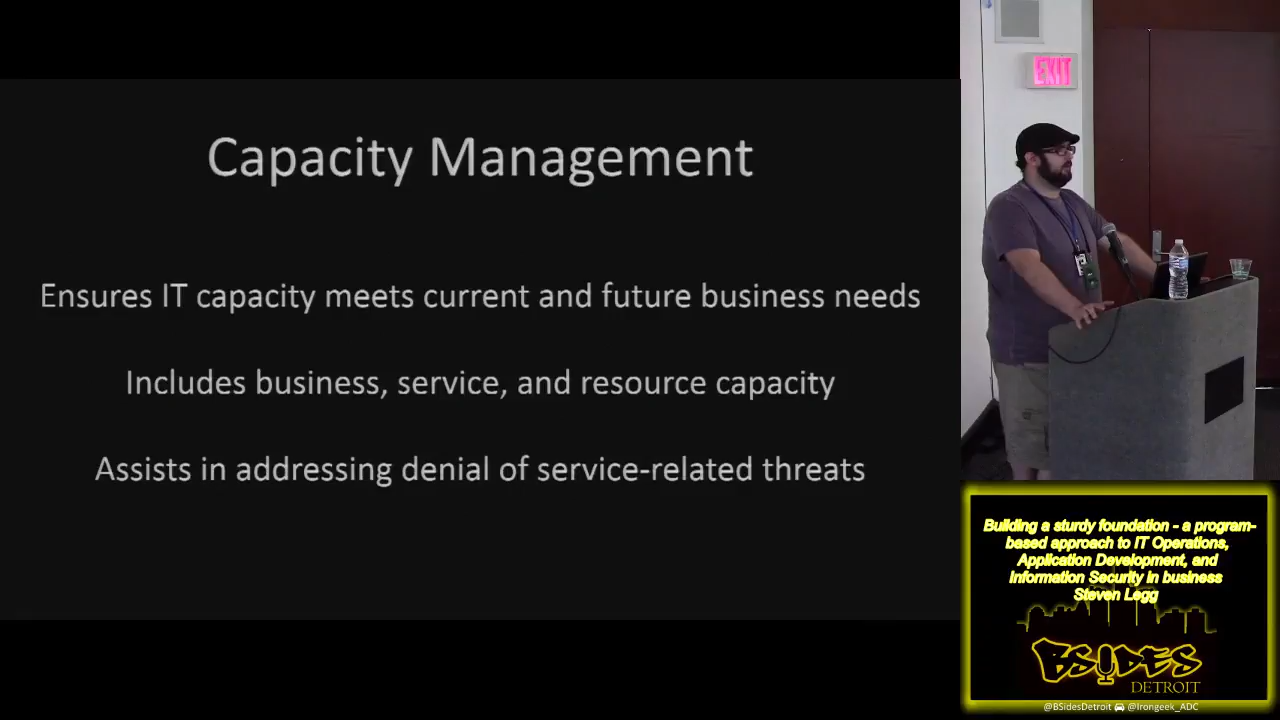 Capacity Management
Ensures IT capacity meets current and future business needs
Includes business, service, and resource capacity
Assists in addressing denial of service-related threats
EXIT
Building a sturdy foundation - a program-
based approach to IT Operations,
Application Development, and
Information Security in business
Steven Legg
BSIDES
DETROIT
@BSidesDetroit @Irongeek_ADC